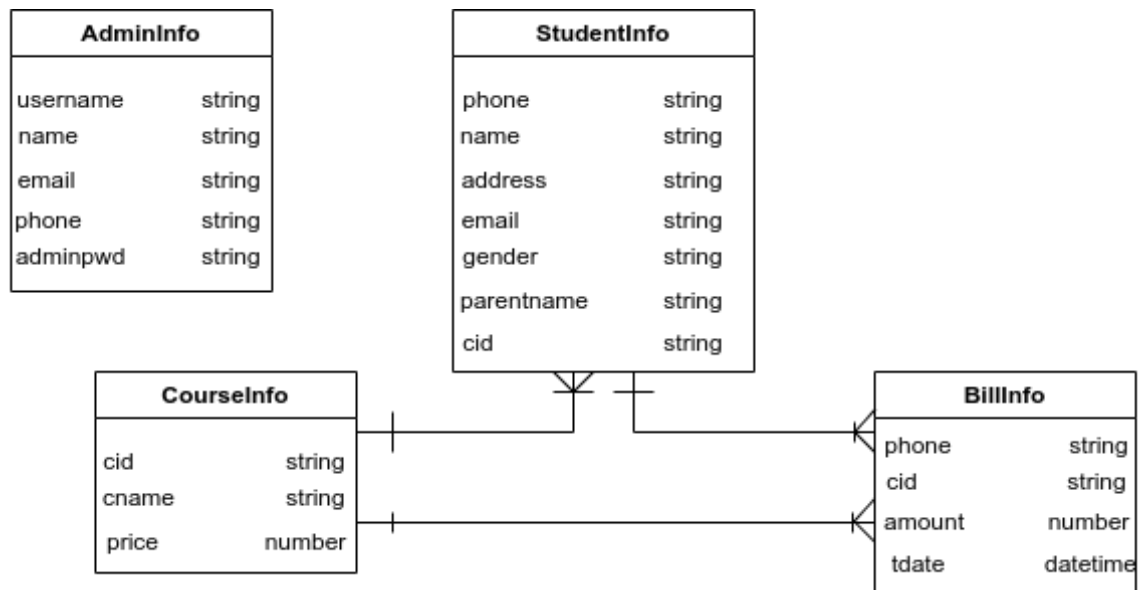 AdminInfo
username string
name string
email string
phone string
adminpwd string
StudentInfo
phone string
name string
address string
email string
gender string
parentname string
cid string
CourseInfo
cid string
cname string
price number
BillInfo
phone string
cid string
amount number
tdate datetime